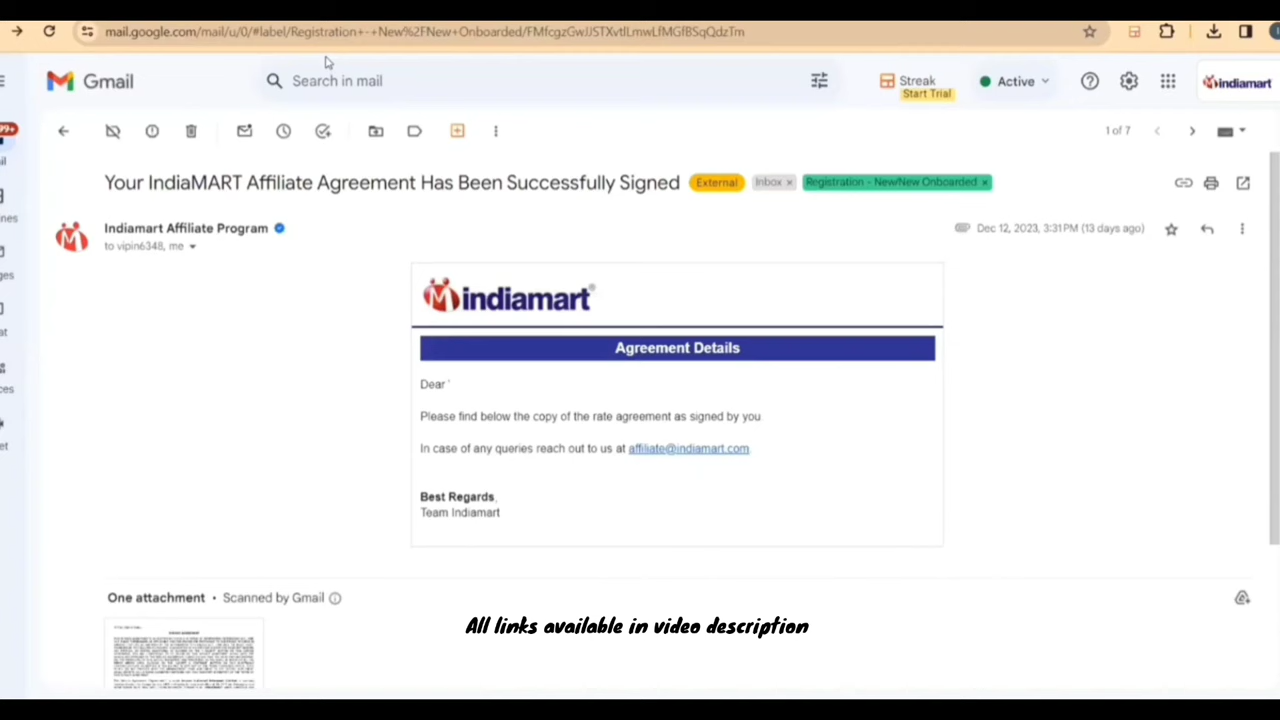 mail.google.com/mail/u/0/#label/Registration+-+New%2FNew+Onboarded/FMfcgzGwJJSTXvtlLmwLfMGfBSqQdzTm
Gmail
Search in mail
Streak
Start Trial
Active
indiamart
99+
1 of 7
Your IndiaMART Affiliate Agreement Has Been Successfully Signed
External
Inbox ×
Registration - New/New Onboarded ×
Indiamart Affiliate Program
to vipin6348, me
Dec 12, 2023, 3:31 PM (13 days ago)
indiamart
Agreement Details
Dear
Please find below the copy of the rate agreement as signed by you
In case of any queries reach out to us at affiliate@indiamart.com
Best Regards,
Team Indiamart
One attachment • Scanned by Gmail
All links available in video description